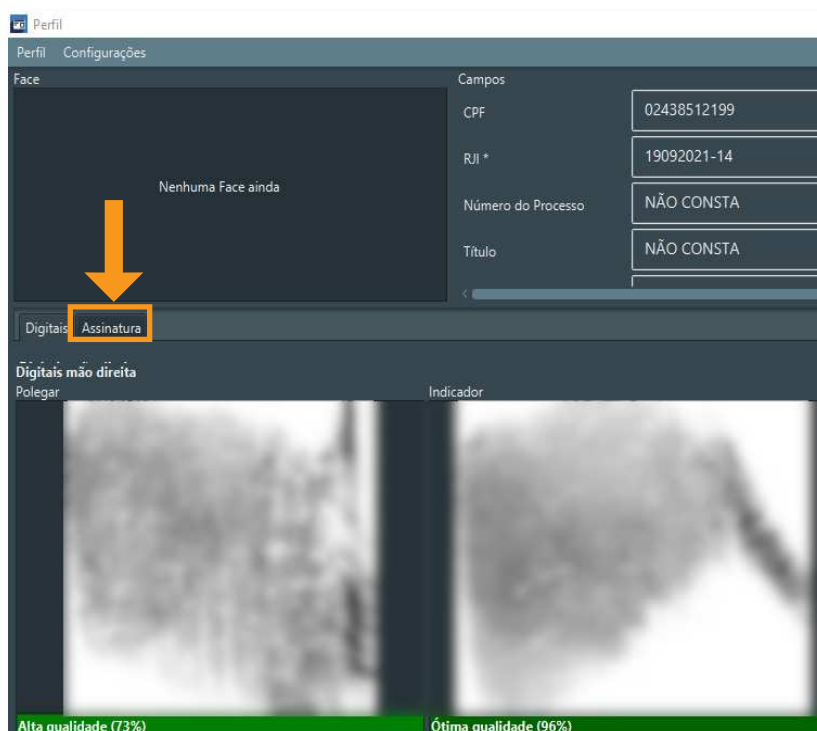 Perfil
Perfil Configurações
Face
Nenhuma Face ainda
Campos
CPF 02438512199
RJI * 19092021-14
Número do Processo NÃO CONSTA
Título NÃO CONSTA
Digitais Assinatura
Digitais mão direita
Polegar Indicador
Alta qualidade (73%) Ótima qualidade (96%)